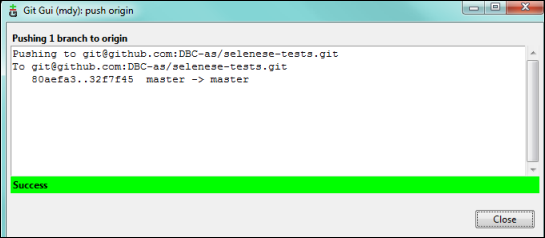 Git Gui (mdy): push origin
Pushing 1 branch to origin
Pushing to git@github.com:DBC-as/selenese-tests.git
To git@github.com:DBC-as/selenese-tests.git
   80aefa3..32f7f45  master -> master
Success
Close